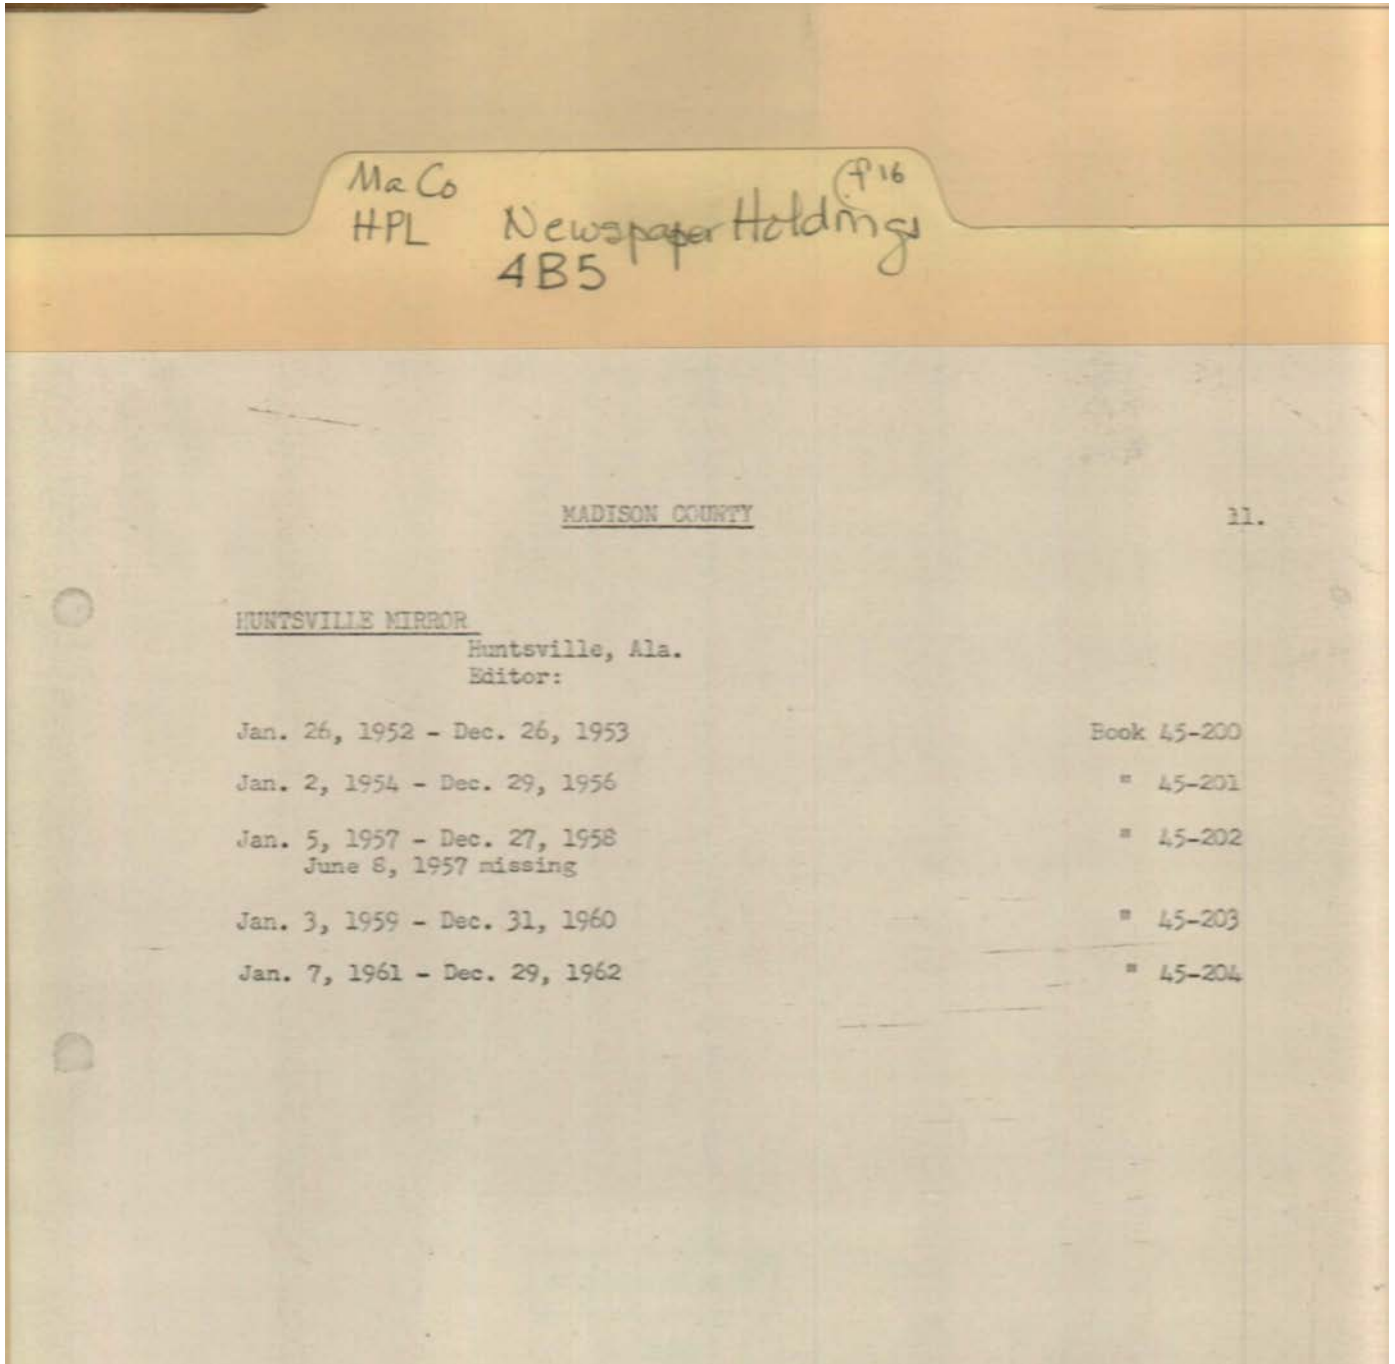 Ma Co
HPL Newspaper Holdings
4B5
f16
MADISON COUNTY
HUNTSVILLE MIRROR
Huntsville, Ala.
Editor:
Jan. 26, 1952 - Dec. 26, 1953 Book 45-200
Jan. 2, 1954 - Dec. 29, 1956 " 45-201
Jan. 5, 1957 - Dec. 27, 1958 " 45-202
June 8, 1957 missing
Jan. 3, 1959 - Dec. 31, 1960 " 45-203
Jan. 7, 1961 - Dec. 29, 1962 " 45-204